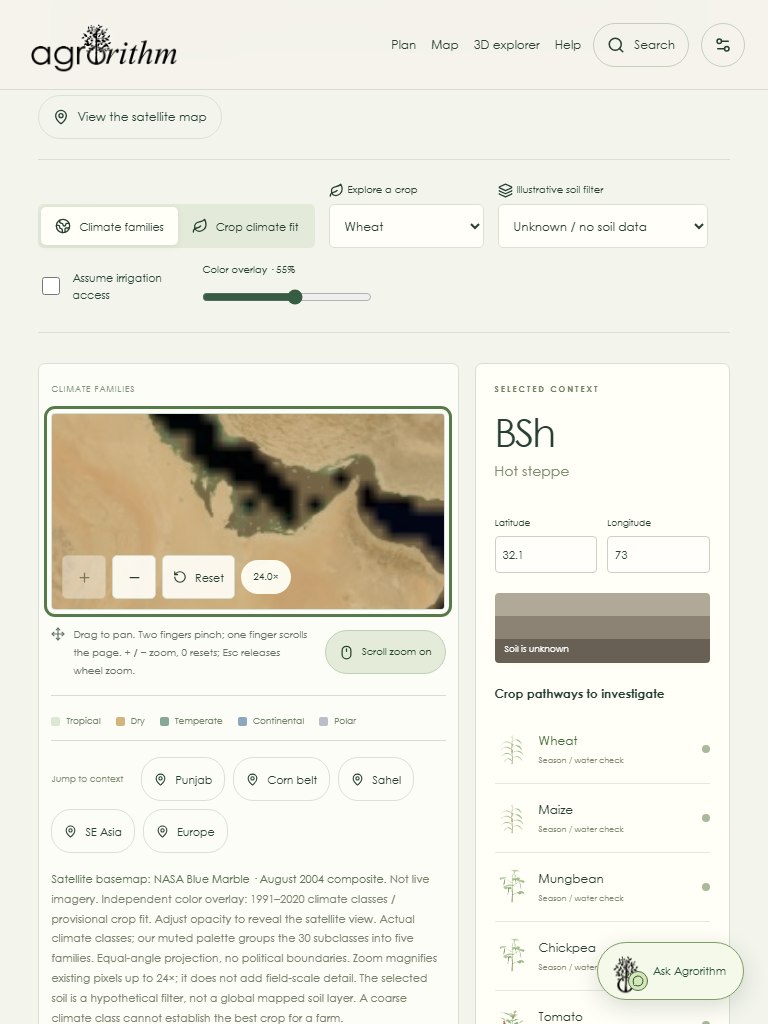 agrorithm
Plan
Map
3D explorer
Help
Search
View the satellite map
Climate families
Crop climate fit
Explore a crop
Wheat
Illustrative soil filter
Unknown / no soil data
Assume irrigation
access
Color overlay · 55%
CLIMATE FAMILIES
+
−
Reset
24.0×
Drag to pan. Two fingers pinch; one finger scrolls
the page. + / − zoom, 0 resets; Esc releases
wheel zoom.
Scroll zoom on
Tropical
Dry
Temperate
Continental
Polar
Jump to context
Punjab
Corn belt
Sahel
SE Asia
Europe
Satellite basemap: NASA Blue Marble · August 2004 composite. Not live
imagery. Independent color overlay: 1991–2020 climate classes /
provisional crop fit. Adjust opacity to reveal the satellite view. Actual
climate classes; our muted palette groups the 30 subclasses into five
families. Equal-angle projection, no political boundaries. Zoom magnifies
existing pixels up to 24×; it does not add field-scale detail. The selected
soil is a hypothetical filter, not a global mapped soil layer. A coarse
climate class cannot establish the best crop for a farm.
SELECTED CONTEXT
BSh
Hot steppe
Latitude
Longitude
32.1
73
Soil is unknown
Crop pathways to investigate
Wheat
Season / water check
Maize
Season / water check
Mungbean
Season / water check
Chickpea
Season / water
Tomato
Ask Agrorithm